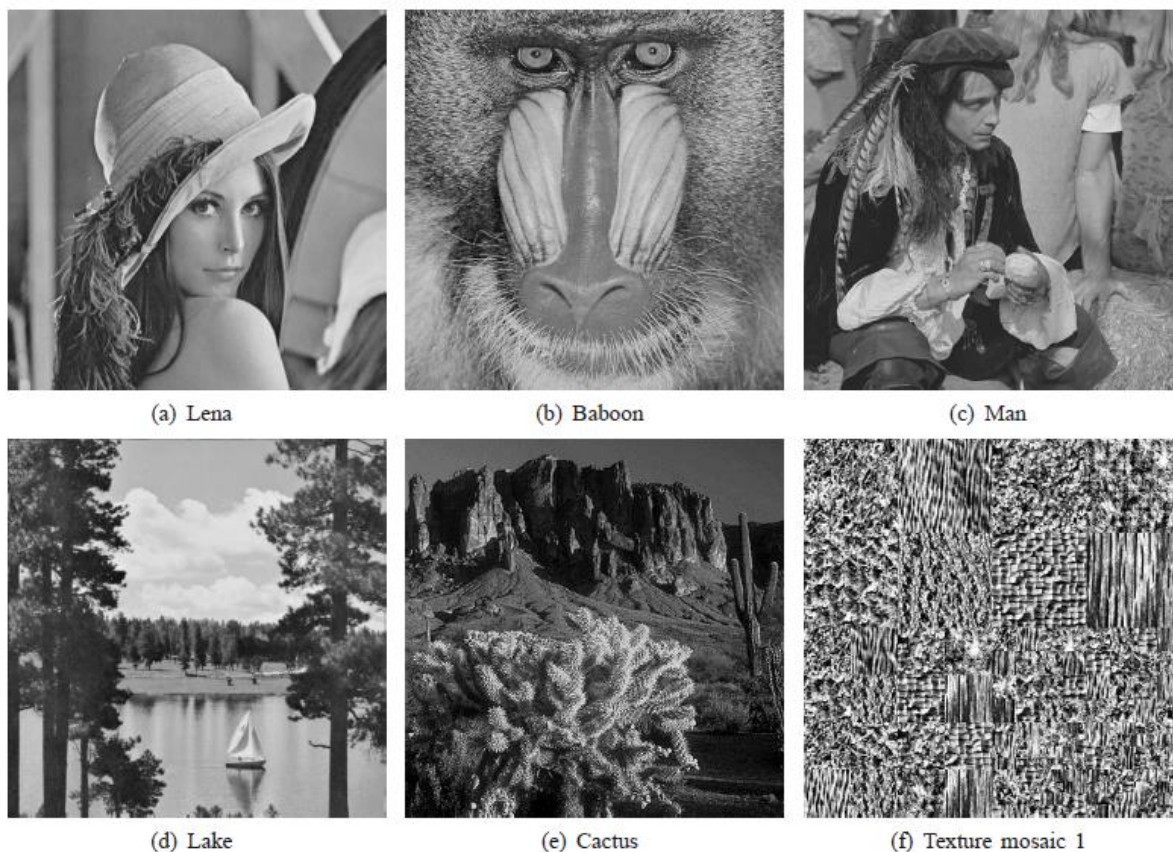 (a) Lena
(b) Baboon
(c) Man
(d) Lake
(e) Cactus
(f) Texture mosaic 1